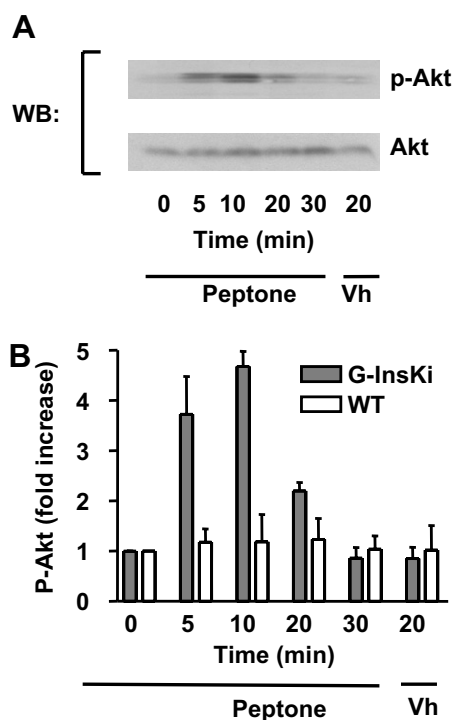 A
WB:
p-Akt
Akt
0 5 10 20 30 20
Time (min)
Peptone Vh
B
P-Akt (fold increase)
5
4
3
2
1
0
G-InsKi
WT
0 5 10 20 30 20
Time (min)
Peptone Vh